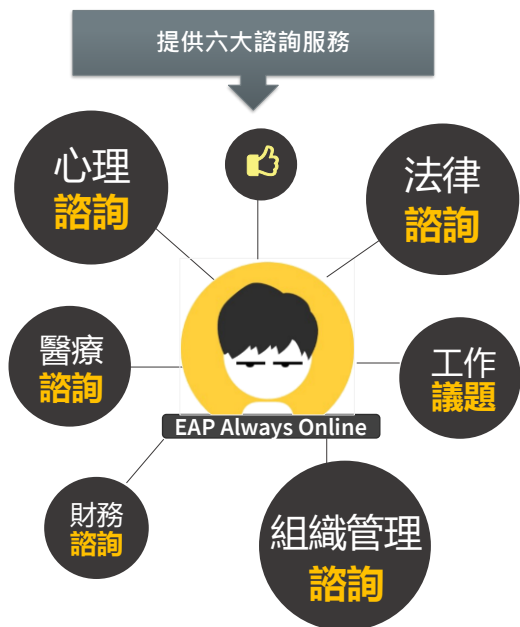 提供六大諮詢服務
心理
諮詢
法律
諮詢
醫療
諮詢
工作
議題
EAP Always Online
財務
諮詢
組織管理
諮詢